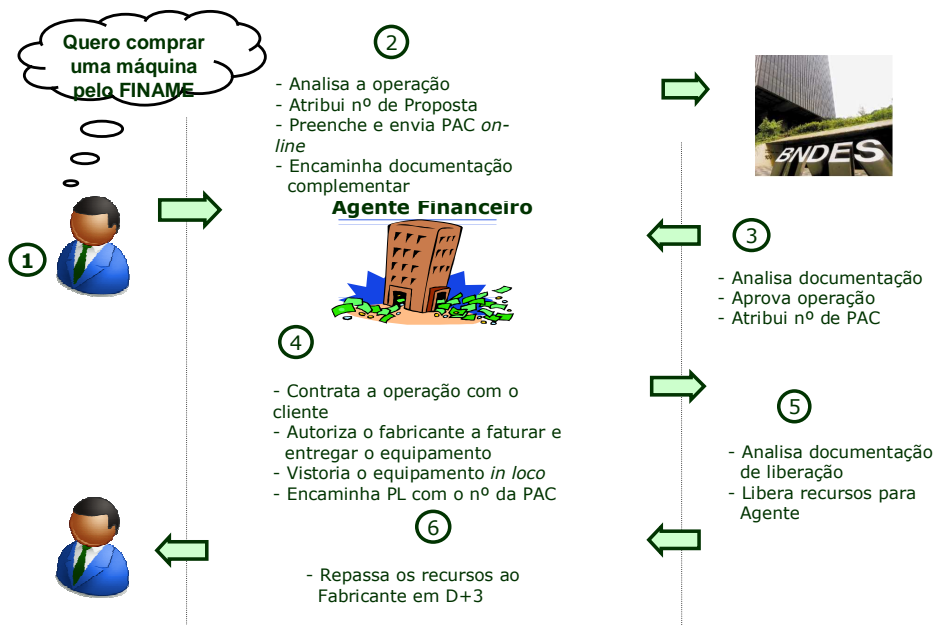 Quero comprar
uma máquina
pelo FINAME
1
2
- Analisa a operação
- Atribui nº de Proposta
- Preenche e envia PAC on-
line
- Encaminha documentação
complementar
Agente Financeiro
BNDES
3
- Analisa documentação
- Aprova operação
- Atribui nº de PAC
4
- Contrata a operação com o
cliente
- Autoriza o fabricante a faturar e
entregar o equipamento
- Vistoria o equipamento in loco
- Encaminha PL com o nº da PAC
5
- Analisa documentação
de liberação
- Libera recursos para
Agente
6
- Repassa os recursos ao
Fabricante em D+3